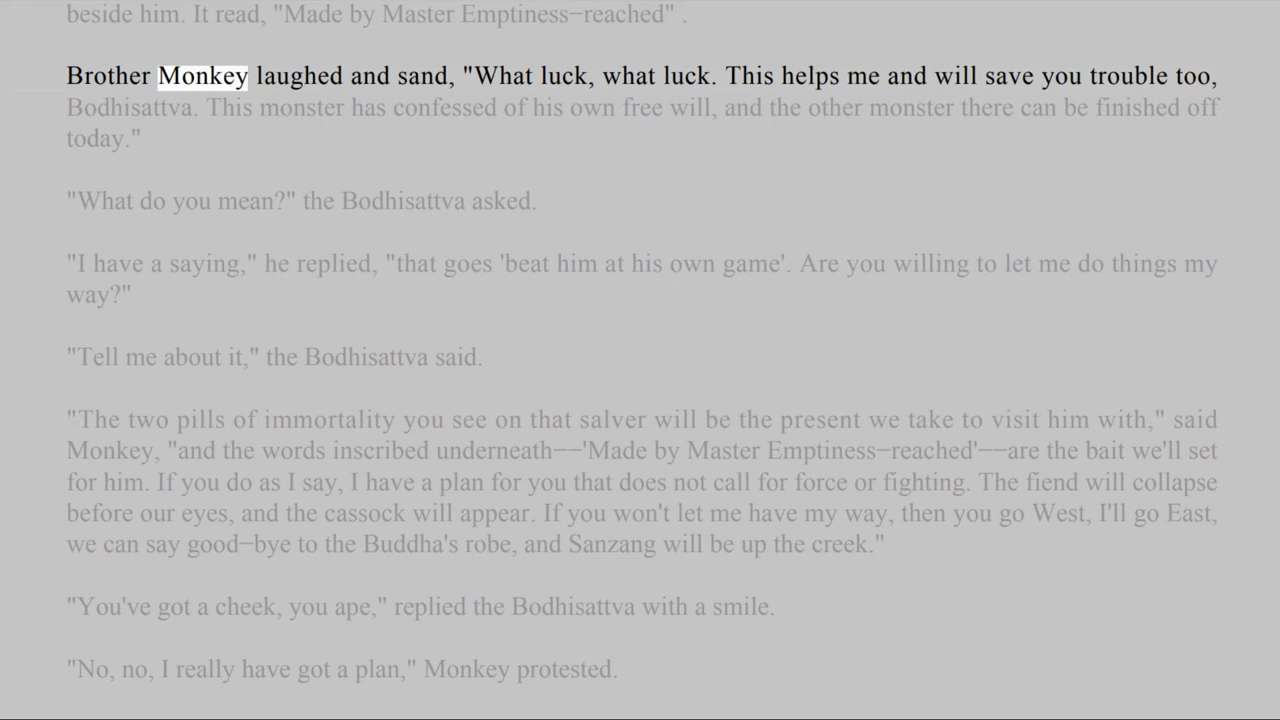 beside him. It read, "Made by Master Emptiness−reached" .
Brother Monkey laughed and sand, "What luck, what luck. This helps me and will save you trouble too,
Bodhisattva. This monster has confessed of his own free will, and the other monster there can be finished off
today."
"What do you mean?" the Bodhisattva asked.
"I have a saying," he replied, "that goes 'beat him at his own game'. Are you willing to let me do things my
way?"
"Tell me about it," the Bodhisattva said.
"The two pills of immortality you see on that salver will be the present we take to visit him with," said
Monkey, "and the words inscribed underneath−−'Made by Master Emptiness−reached'−−are the bait we'll set
for him. If you do as I say, I have a plan for you that does not call for force or fighting. The fiend will collapse
before our eyes, and the cassock will appear. If you won't let me have my way, then you go West, I'll go East,
we can say good−bye to the Buddha's robe, and Sanzang will be up the creek."
"You've got a cheek, you ape," replied the Bodhisattva with a smile.
"No, no, I really have got a plan," Monkey protested.